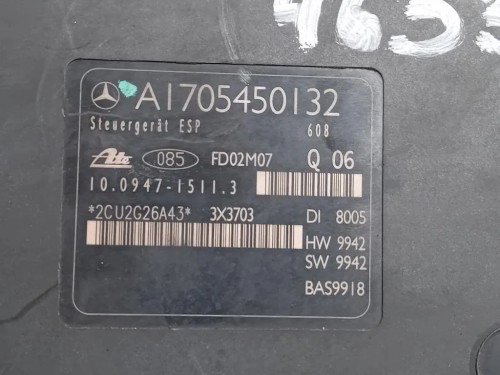 4653
A1705450132
Steuergerät ESP 608
Ate 085 FD02M07 Q 06
10.0947-1511.3
*2CU2G26A43* 3X3703 DI 8005
HW 9942
SW 9942
BAS9918